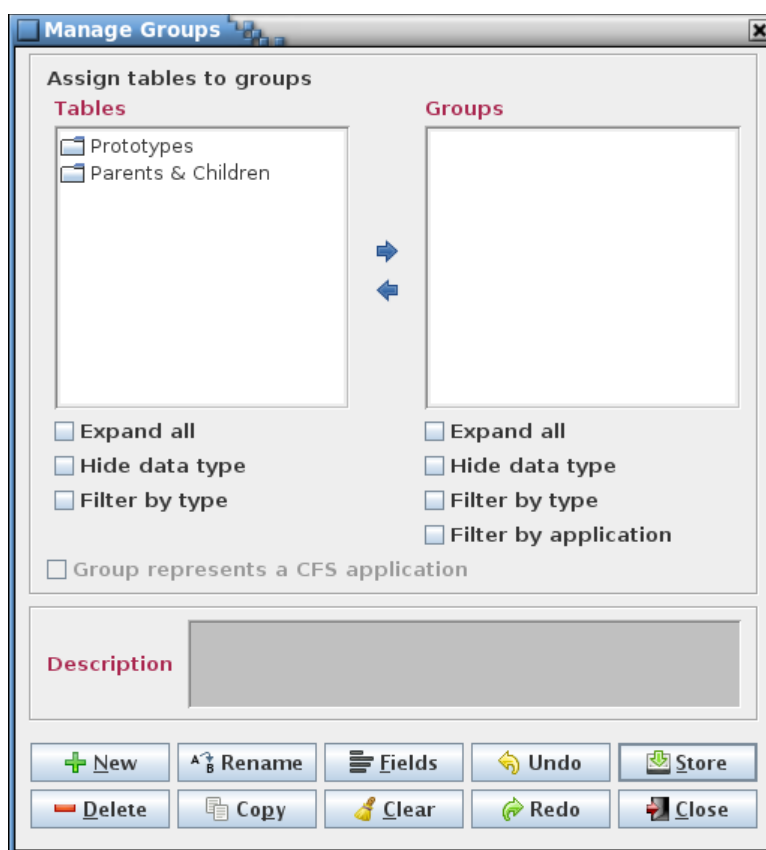 Manage Groups
Assign tables to groups
Tables
Groups
Prototypes
Parents & Children
Expand all
Expand all
Hide data type
Hide data type
Filter by type
Filter by type
Filter by application
Group represents a CFS application
Description
New
A B Rename
Fields
Undo
Store
Delete
Copy
Clear
Redo
Close